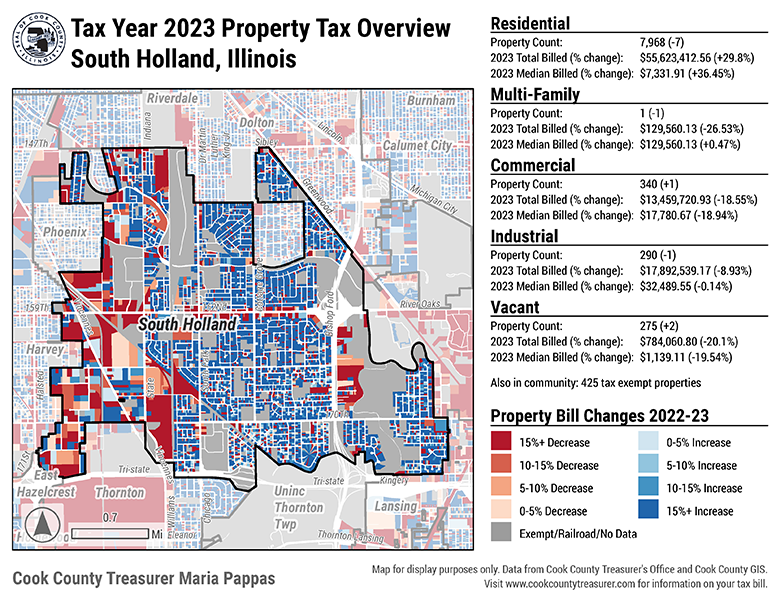 SEAL OF COOK COUNTY
ILLINOIS
Tax Year 2023 Property Tax Overview
South Holland, Illinois
Riverdale
Burnham
Indiana
Dolton
Lincoln
147Th
Sibley
Calumet City
Greenwood
Michigan City
Phoenix
159Th
River Oaks
Bishop Ford
South Holland
Harvey
Halsted
State
170Th
171St
East
Hazelcrest
Thornton
Tri-state
Tri-state
Kingery
Uninc
Thornton
Twp
Lansing
Williams
Chicago
Eleanor
Thornton Lansing
0.7
Mi
Residential
Property Count: 7,968 (-7)
2023 Total Billed (% change): $55,623,412.56 (+29.8%)
2023 Median Billed (% change): $7,331.91 (+36.45%)
Multi-Family
Property Count: 1 (-1)
2023 Total Billed (% change): $129,560.13 (-26.53%)
2023 Median Billed (% change): $129,560.13 (+0.47%)
Commercial
Property Count: 340 (+1)
2023 Total Billed (% change): $13,459,720.93 (-18.55%)
2023 Median Billed (% change): $17,780.67 (-18.94%)
Industrial
Property Count: 290 (-1)
2023 Total Billed (% change): $17,892,539.17 (-8.93%)
2023 Median Billed (% change): $32,489.55 (-0.14%)
Vacant
Property Count: 275 (+2)
2023 Total Billed (% change): $784,060.80 (-20.1%)
2023 Median Billed (% change): $1,139.11 (-19.54%)
Also in community: 425 tax exempt properties
Property Bill Changes 2022-23
15%+ Decrease
10-15% Decrease
5-10% Decrease
0-5% Decrease
Exempt/Railroad/No Data
0-5% Increase
5-10% Increase
10-15% Increase
15%+ Increase
Cook County Treasurer Maria Pappas
Map for display purposes only. Data from Cook County Treasurer's Office and Cook County GIS.
Visit www.cookcountytreasurer.com for information on your tax bill.